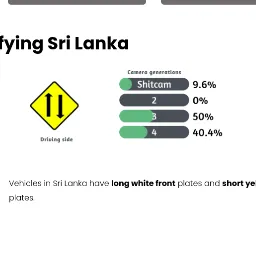 fying Sri Lanka
Camera generations
Shitcam 9.6%
2 0%
3 50%
4 40.4%
Driving side
Vehicles in Sri Lanka have long white front plates and short ye
plates.